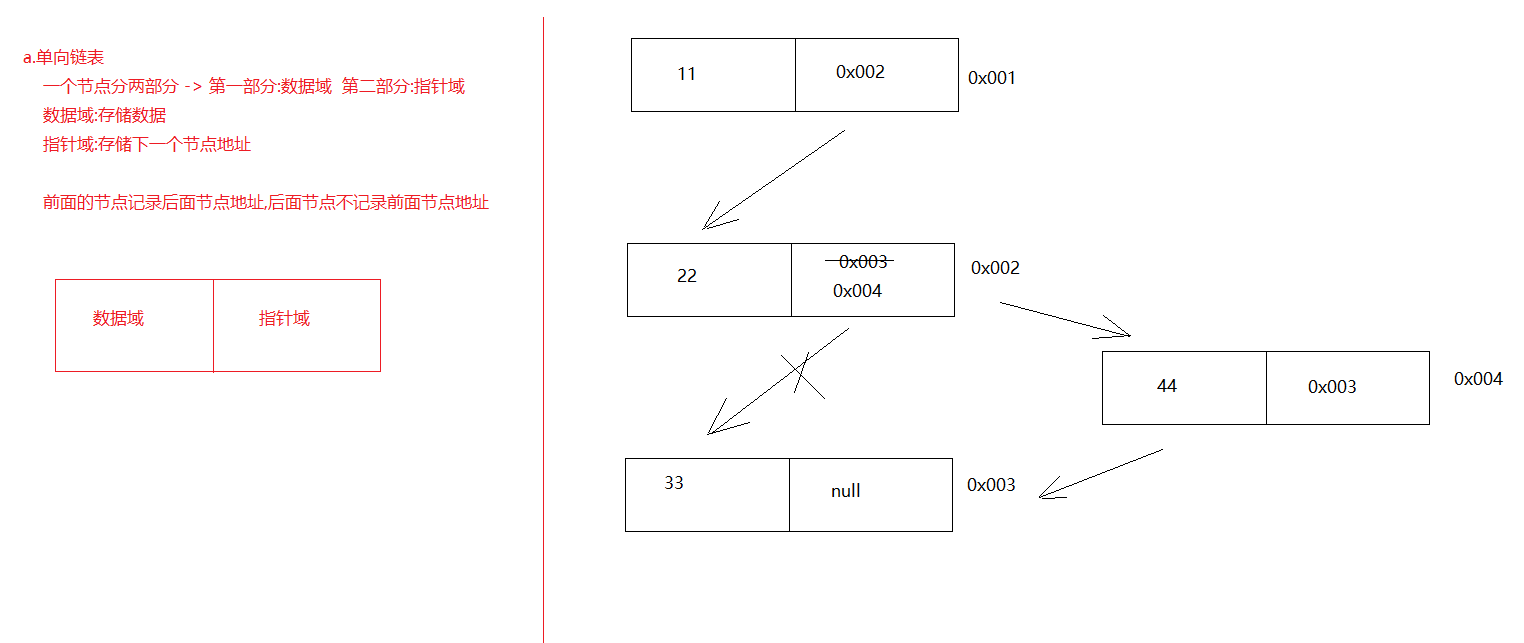 a.单向链表
一个节点分两部分 -> 第一部分:数据域 第二部分:指针域
数据域:存储数据
指针域:存储下一个节点地址
前面的节点记录后面节点地址,后面节点不记录前面节点地址
数据域 指针域
11 0x002 0x001
22 0x003 0x002
0x004
44 0x003 0x004
33 null 0x003